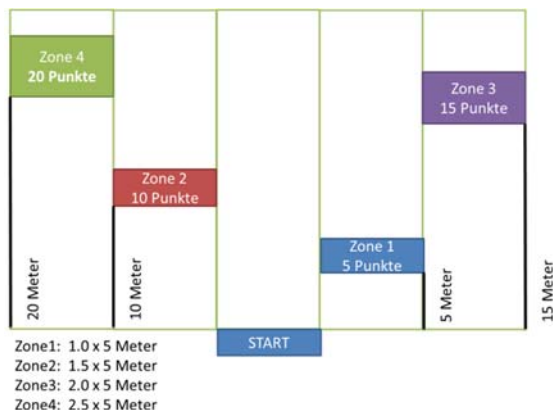 Zone 4
20 Punkte
Zone 3
15 Punkte
Zone 2
10 Punkte
Zone 1
5 Punkte
20 Meter
10 Meter
5 Meter
15 Meter
START
Zone1: 1.0 x 5 Meter
Zone2: 1.5 x 5 Meter
Zone3: 2.0 x 5 Meter
Zone4: 2.5 x 5 Meter